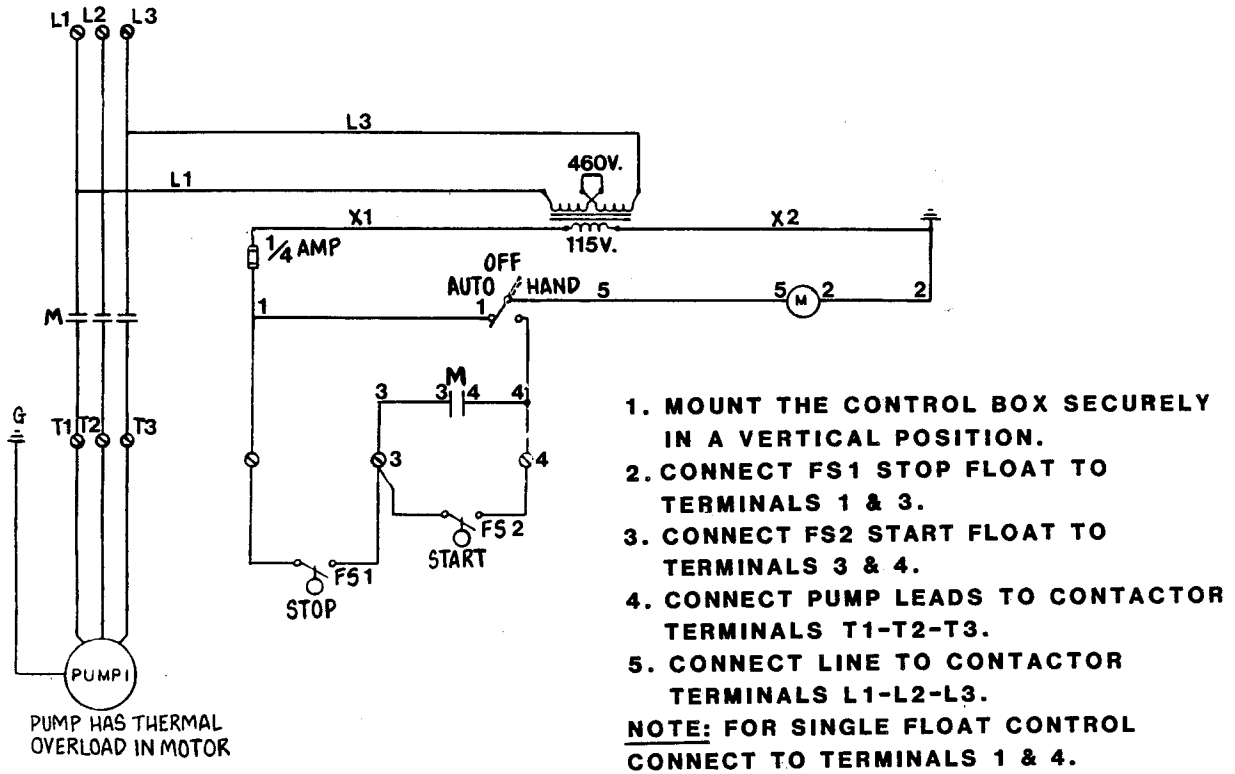 L1 L2 L3
L3
460V.
L1
X1
X2
115V.
1/4 AMP
OFF
AUTO
HAND
5
5
M
2
2
1
1
M
M
3
3
4
4
G
T1 T2 T3
3
4
FS2
START
FS1
STOP
PUMP1
PUMP HAS THERMAL
OVERLOAD IN MOTOR
1. MOUNT THE CONTROL BOX SECURELY
IN A VERTICAL POSITION.
2. CONNECT FS1 STOP FLOAT TO
TERMINALS 1 & 3.
3. CONNECT FS2 START FLOAT TO
TERMINALS 3 & 4.
4. CONNECT PUMP LEADS TO CONTACTOR
TERMINALS T1-T2-T3.
5. CONNECT LINE TO CONTACTOR
TERMINALS L1-L2-L3.
NOTE: FOR SINGLE FLOAT CONTROL
CONNECT TO TERMINALS 1 & 4.